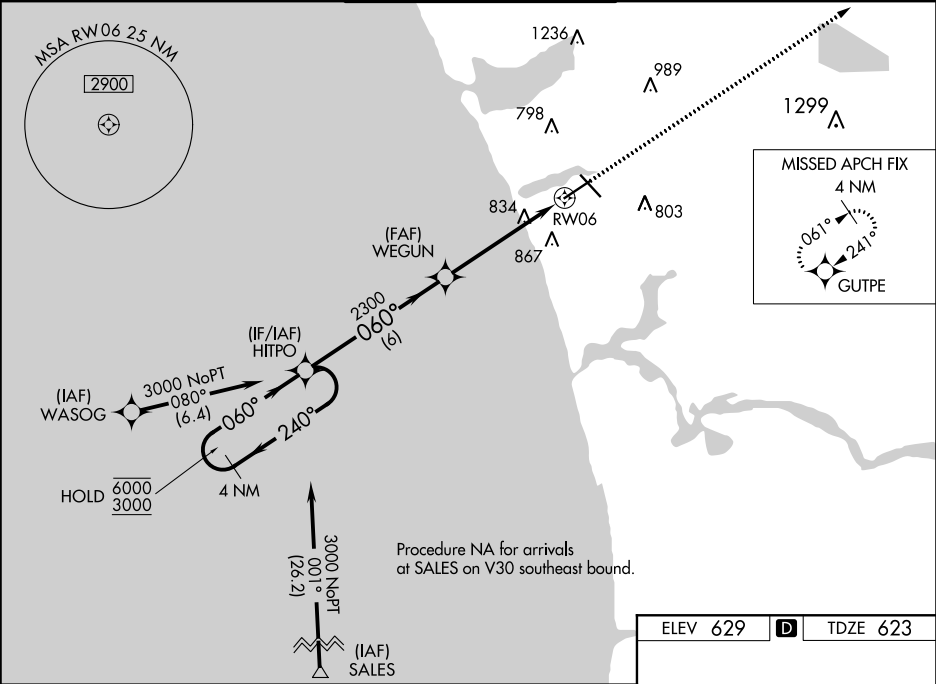 MSA RW06 25 NM
2900
1236
989
798
1299
MISSED APCH FIX
4 NM
061°
241°
GUTPE
834
RW06
803
867
(FAF)
WEGUN
2300
060°
(6)
(IF/IAF)
HITPO
(IAF)
WASOG
3000 NoPT
080°
(6.4)
060°
240°
HOLD
6000
3000
4 NM
3000 NoPT
001°
(26.2)
Procedure NA for arrivals
at SALES on V30 southeast bound.
(IAF)
SALES
ELEV 629 D TDZE 623